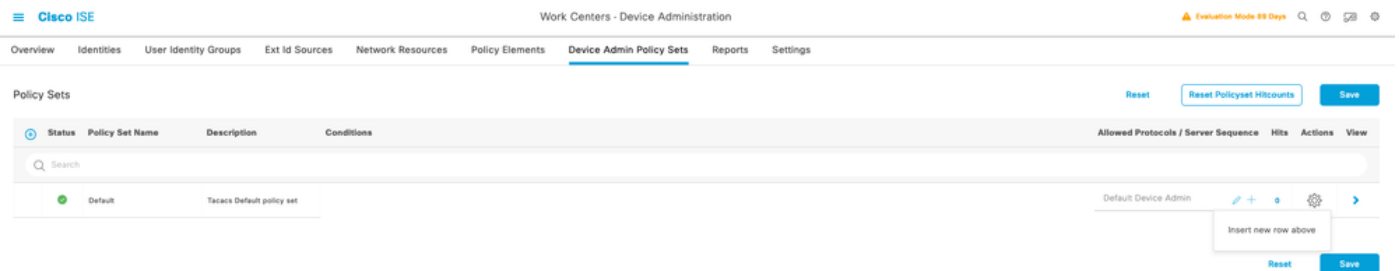 Cisco ISE
Work Centers - Device Administration
Evaluation Mode 89 Days
Overview Identities User Identity Groups Ext Id Sources Network Resources Policy Elements Device Admin Policy Sets Reports Settings
Policy Sets
Reset Reset Policyset Hitcounts Save
Status Policy Set Name Description Conditions Allowed Protocols / Server Sequence Hits Actions View
Search
Default Tacacs Default policy set Default Device Admin 0
Insert new row above
Reset Save